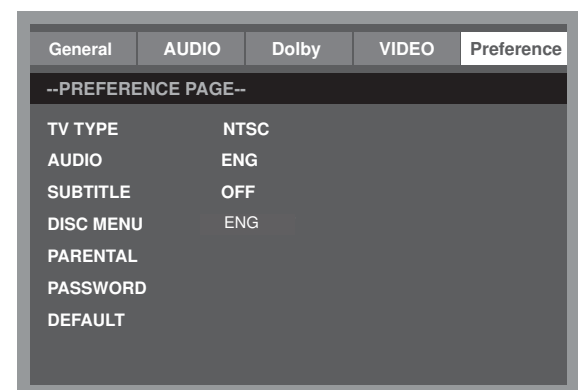 General AUDIO Dolby VIDEO Preference
--PREFERENCE PAGE--
TV TYPE NTSC
AUDIO ENG
SUBTITLE OFF
DISC MENU ENG
PARENTAL
PASSWORD
DEFAULT